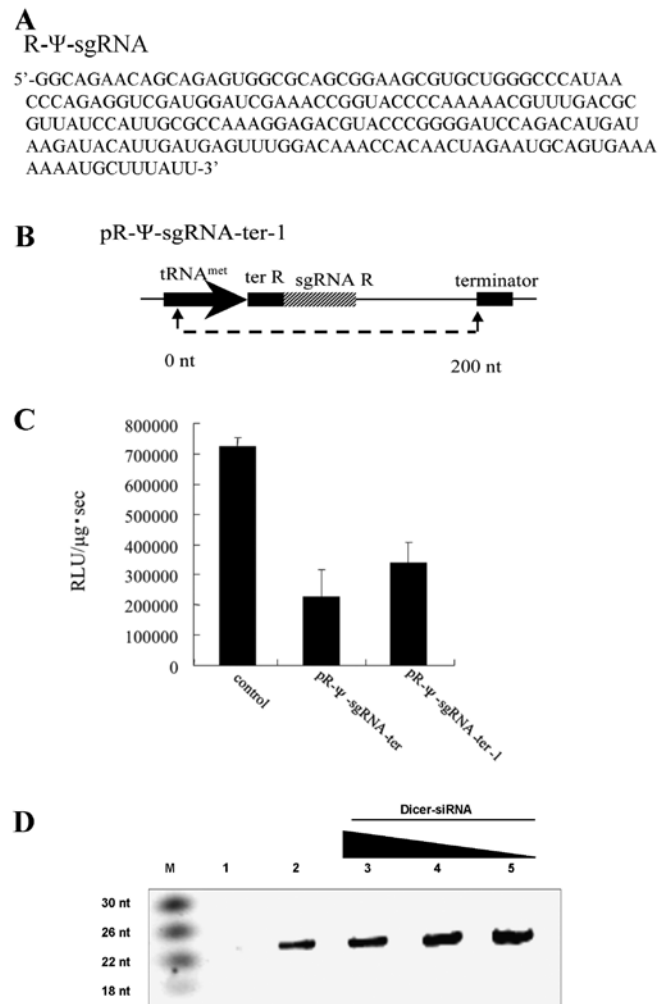 A
R-Ψ-sgRNA
5’-GGCAGAACAGCAGAGUGGCGCAGCGGAAGCGUGCUGGGCCCAUAA
CCCAGAGGUCGAUGGAUCGAAACCGGUACCCCAAAAACGUUUGACGC
GUUAUCCAUUGCGCCAAAGGAGACGUACCCGGGGAUCCAGACAUGAU
AAGAUACAUUGAUGAGUUUGGACAAACCACAACUAGAAUGCAGUGAAA
AAAAUGCUUUAUU-3’
B
pR-Ψ-sgRNA-ter-1
tRNAᵐᵉᵗ ter R sgRNA R terminator
0 nt 200 nt
C
RLU/µg·sec
800000
700000
600000
500000
400000
300000
200000
100000
0
control
pR-Ψ-sgRNA-ter
pR-Ψ-sgRNA-ter-1
D
Dicer-siRNA
M 1 2 3 4 5
30 nt
26 nt
22 nt
18 nt